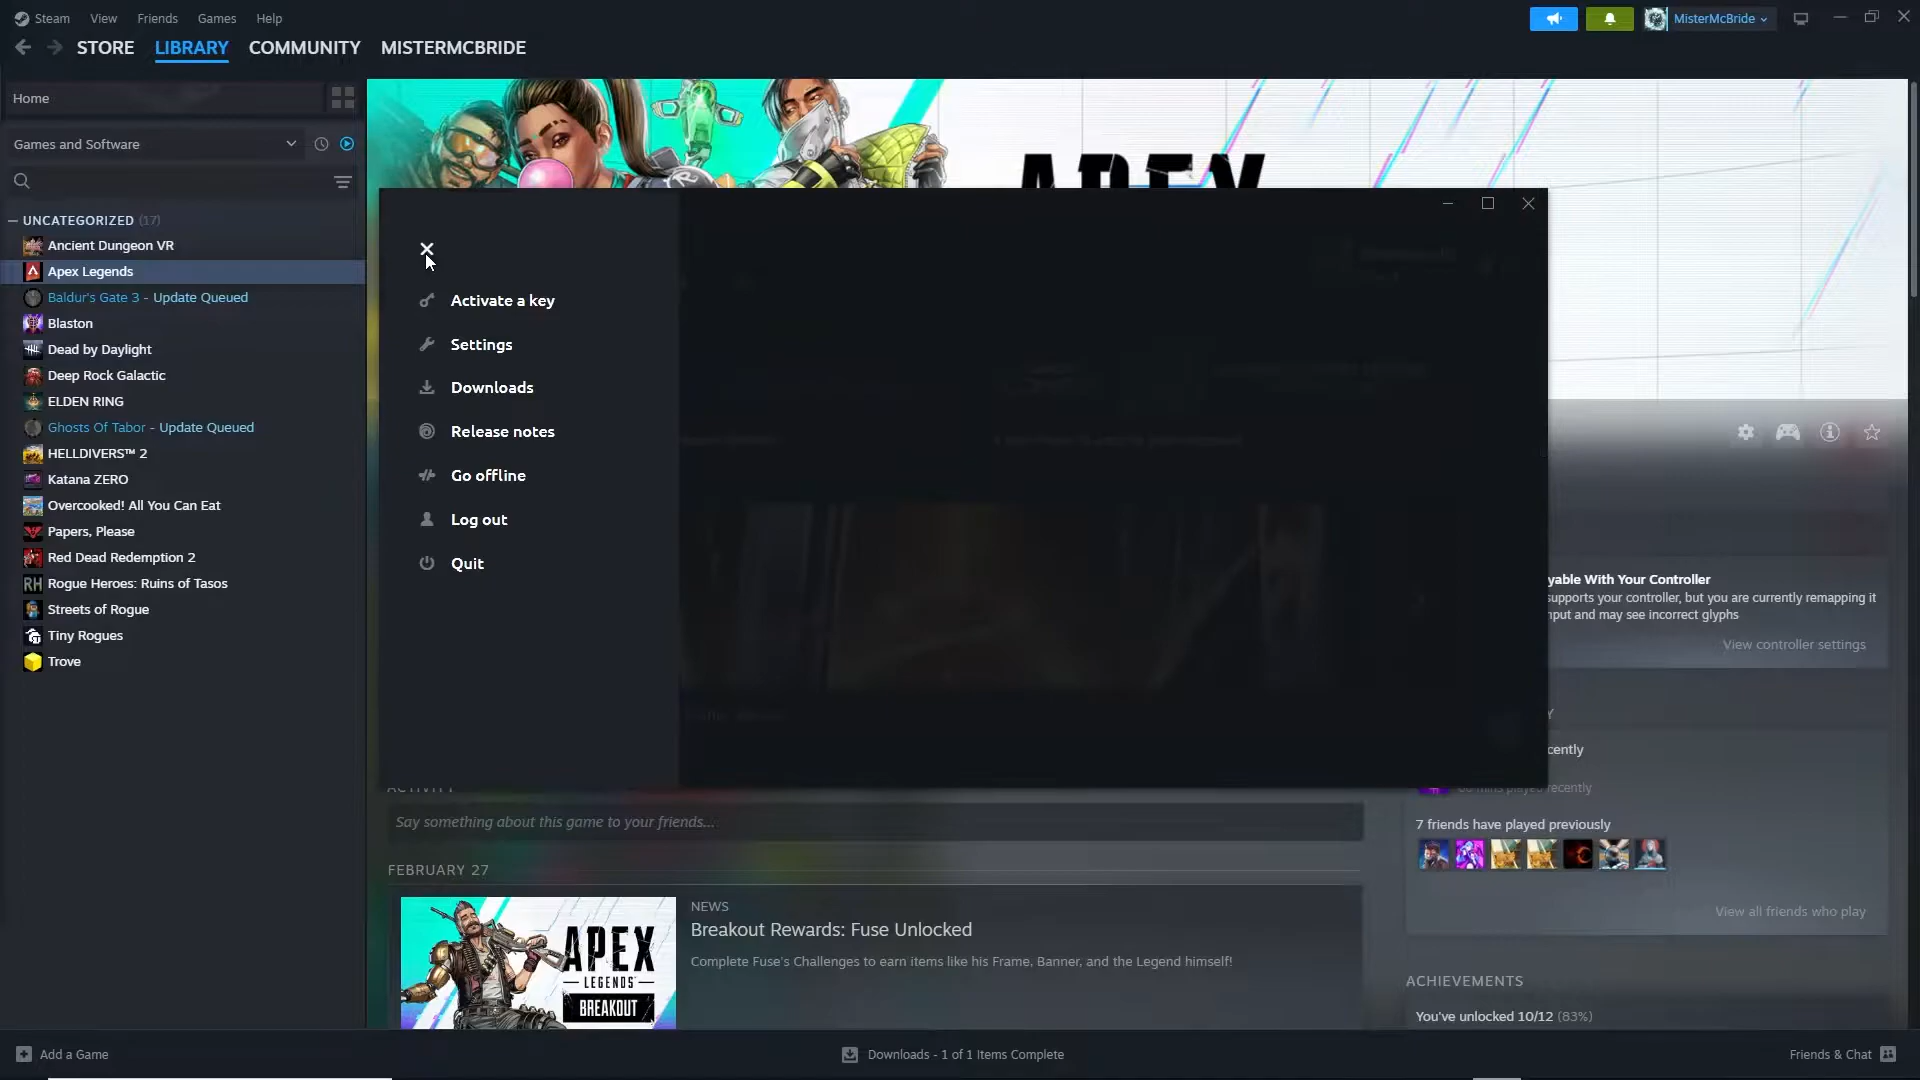 Steam View Friends Games Help MisterMcBride
STORE LIBRARY COMMUNITY MISTERMCBRIDE
Home
Games and Software
UNCATEGORIZED (17)
Ancient Dungeon VR
Apex Legends
Baldur's Gate 3 - Update Queued
Blaston
Dead by Daylight
Deep Rock Galactic
ELDEN RING
Ghosts Of Tabor - Update Queued
HELLDIVERS™ 2
Katana ZERO
Overcooked! All You Can Eat
Papers, Please
Red Dead Redemption 2
RH Rogue Heroes: Ruins of Tasos
Streets of Rogue
Tiny Rogues
Trove
APEX
Activate a key
Settings
Downloads
Release notes
Go offline
Log out
Quit
yable With Your Controller
supports your controller, but you are currently remapping it
nput and may see incorrect glyphs
View controller settings
Y
cently
mins played recently
7 friends have played previously
View all friends who play
ACHIEVEMENTS
You've unlocked 10/12 (83%)
ACTIVITY
Say something about this game to your friends...
FEBRUARY 27
APEX
LEGENDS
BREAKOUT
NEWS
Breakout Rewards: Fuse Unlocked
Complete Fuse's Challenges to earn items like his Frame, Banner, and the Legend himself!
Add a Game
Downloads - 1 of 1 Items Complete
Friends & Chat